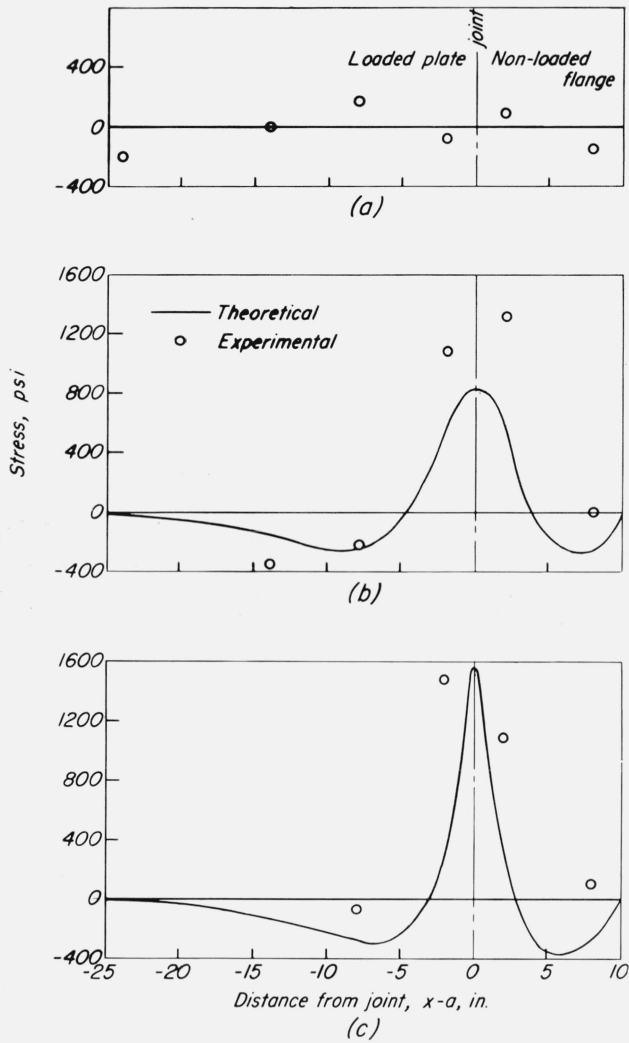 joint
400
Loaded plate
Non-loaded
flange
0
-400
(a)
1600
Theoretical
1200
Experimental
800
400
0
-400
(b)
Stress, psi
1600
1200
800
400
0
-400
-25 -20 -15 -10 -5 0 5 10
Distance from joint, x-a, in.
(c)